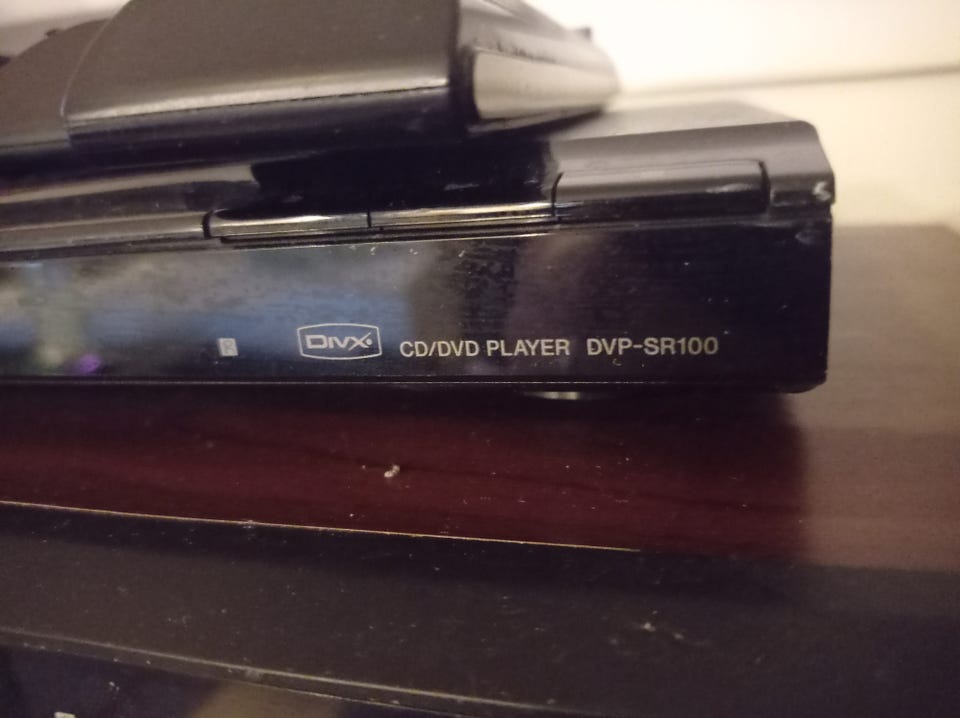 DIVX CD/DVD PLAYER DVP-SR100